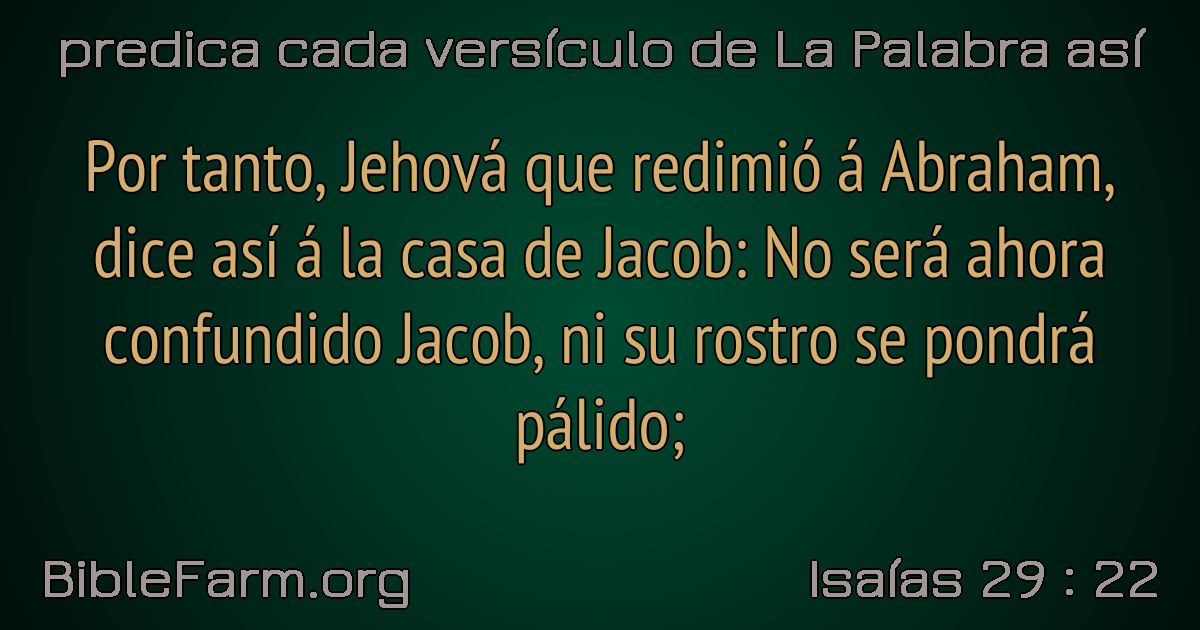 predica cada versículo de La Palabra así
Por tanto, Jehová que redimió á Abraham,
dice así á la casa de Jacob: No será ahora
confundido Jacob, ni su rostro se pondrá
pálido;
BibleFarm.org
Isaías 29 : 22